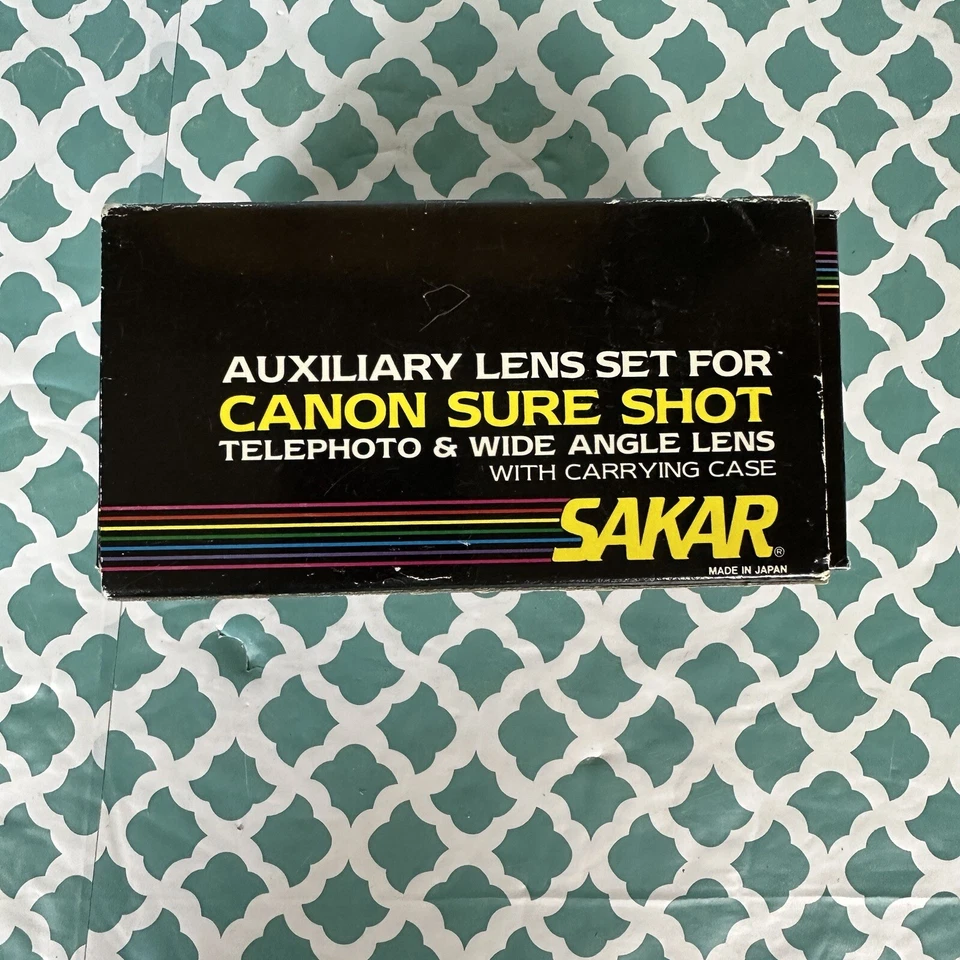 AUXILIARY LENS SET FOR
CANON SURE SHOT
TELEPHOTO & WIDE ANGLE LENS
WITH CARRYING CASE
SAKAR®
MADE IN JAPAN